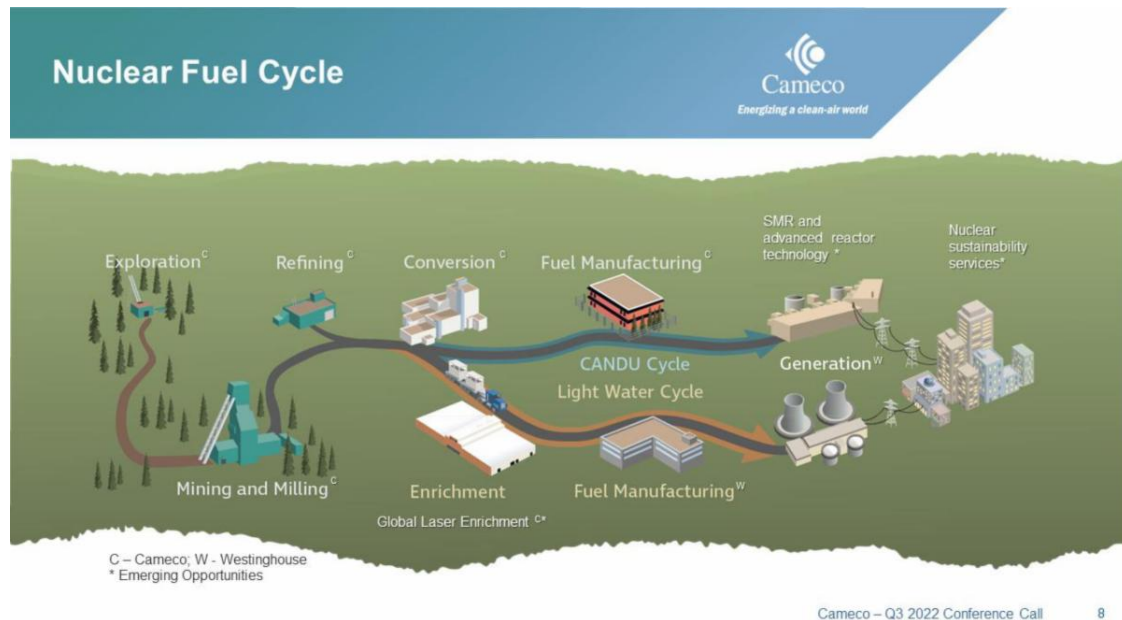 Nuclear Fuel Cycle
Cameco
Energizing a clean-air world
SMR and
advanced reactor
technology *
Nuclear
sustainability
services*
Exploration C
Refining C
Conversion C
Fuel Manufacturing C
CANDU Cycle
Generation W
Light Water Cycle
Mining and Milling C
Enrichment
Fuel Manufacturing W
Global Laser Enrichment C*
C – Cameco; W - Westinghouse
* Emerging Opportunities
Cameco – Q3 2022 Conference Call
8